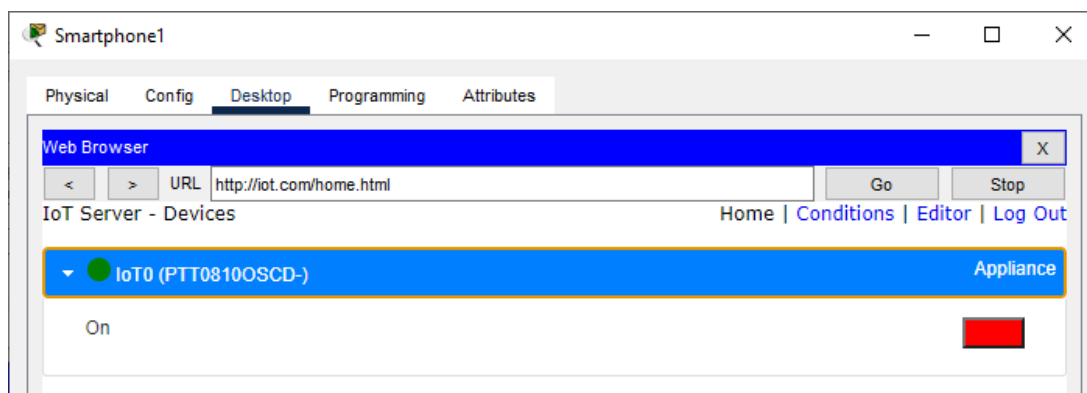 Smartphone1
Physical Config Desktop Programming Attributes
Web Browser X
< > URL http://iot.com/home.html Go Stop
IoT Server - Devices Home | Conditions | Editor | Log Out
IoT0 (PTT0810OSCD-) Appliance
On